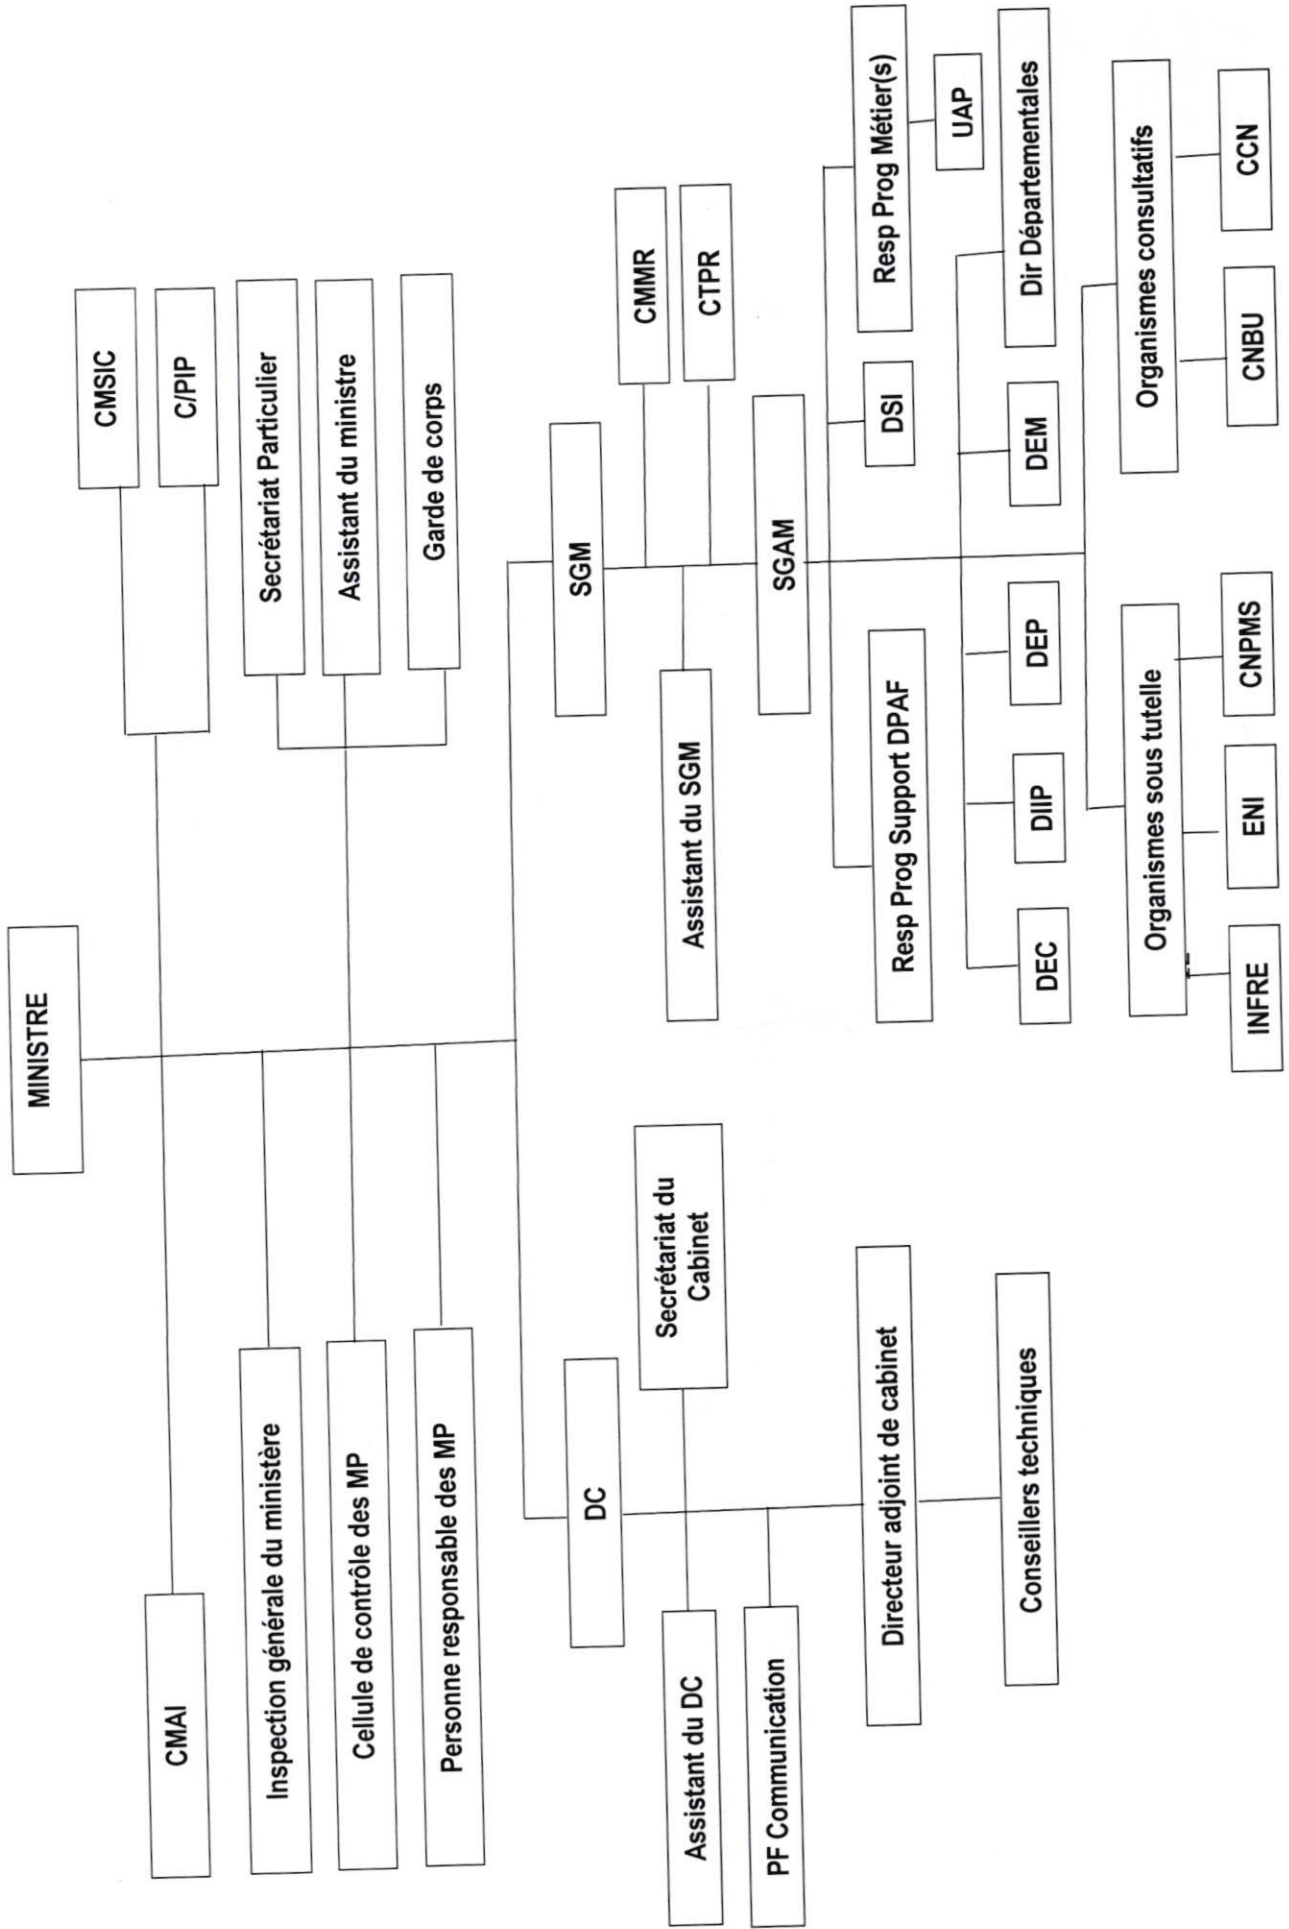 MINISTRE
CMAI
CMSIC
C/PIP
Inspection générale du ministère
Secrétariat Particulier
Cellule de contrôle des MP
Assistant du ministre
Personne responsable des MP
Garde de corps
DC
SGM
Assistant du DC
Secrétariat du
Cabinet
PF Communication
Assistant du SGM
CMMR
CTPR
SGAM
Directeur adjoint de cabinet
Resp Prog Support DPAF
DSI
Resp Prog Métier(s)
UAP
Conseillers techniques
DEC
DIIP
DEP
DEM
Dir Départementales
Organismes sous tutelle
Organismes consultatifs
INFRE
ENI
CNPMS
CNBU
CCN